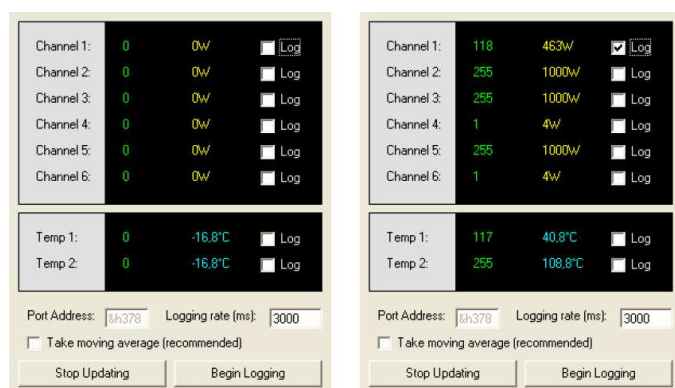 Channel 1: 0 0W Log
Channel 2: 0 0W Log
Channel 3: 0 0W Log
Channel 4: 0 0W Log
Channel 5: 0 0W Log
Channel 6: 0 0W Log
Temp 1: 0 -16,8°C Log
Temp 2: 0 -16,8°C Log
Port Address: &h378 Logging rate (ms): 3000
Take moving average (recommended)
Stop Updating Begin Logging
Channel 1: 118 463W Log
Channel 2: 255 1000W Log
Channel 3: 255 1000W Log
Channel 4: 1 4W Log
Channel 5: 255 1000W Log
Channel 6: 1 4W Log
Temp 1: 117 40,8°C Log
Temp 2: 255 108,8°C Log
Port Address: &h378 Logging rate (ms): 3000
Take moving average (recommended)
Stop Updating Begin Logging